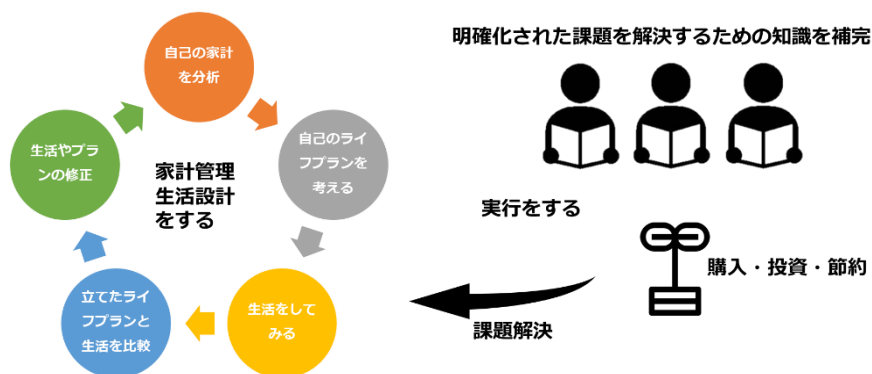 自己の家計
を分析
自己のライ
フプランを
考える
生活をして
みる
立てたライ
フプランと
生活を比較
生活やプラ
ンの修正
家計管理
生活設計
をする
明確化された課題を解決するための知識を補完
実行をする
購入・投資・節約
課題解決